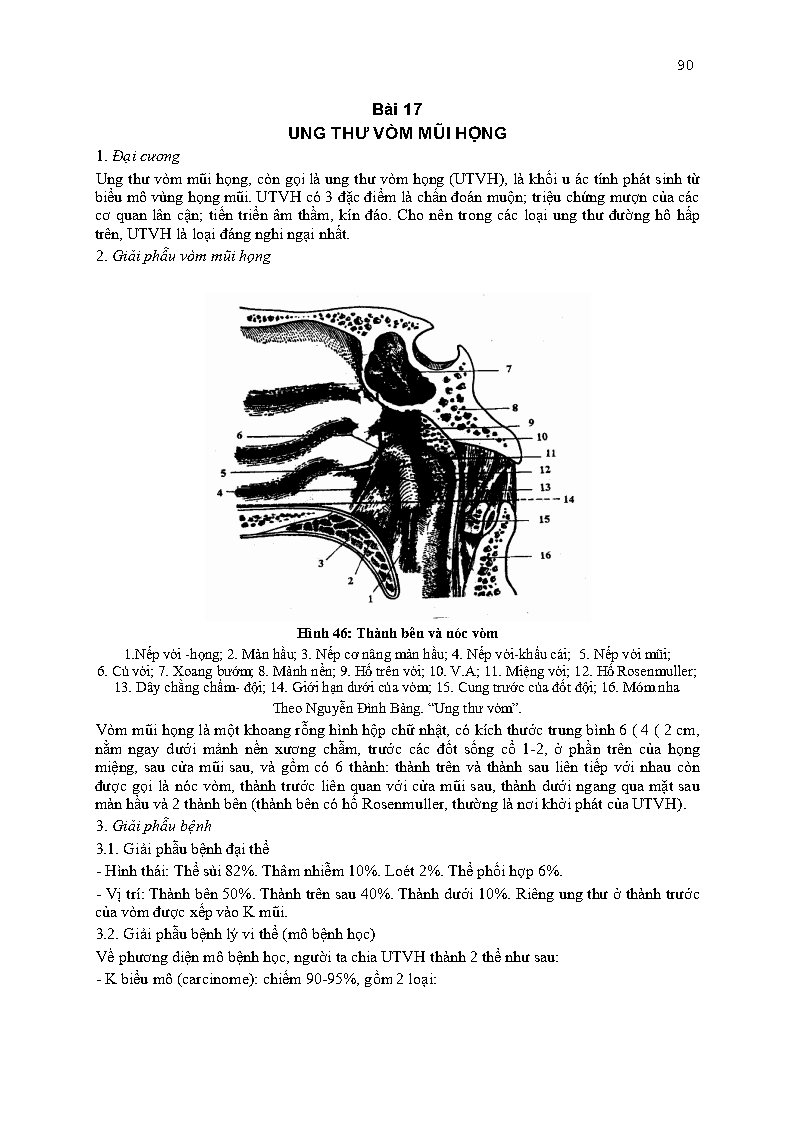 90
Bài 17
UNG THƯ VÒM MŨI HỌNG
1. Đại cương
Ung thư vòm mũi họng, còn gọi là ung thư vòm họng (UTVH), là khối u ác tính phát sinh từ
biểu mô vùng họng mũi. UTVH có 3 đặc điểm là chẩn đoán muộn; triệu chứng mượn của các
cơ quan lân cận; tiến triển âm thầm, kín đáo. Cho nên trong các loại ung thư đường hô hấp
trên, UTVH là loại đáng nghi ngại nhất.
2. Giải phẫu vòm mũi họng
7
8
9
6
10
11
5
12
4
13
14
15
16
3
2
1
Hình 46: Thành bên và nóc vòm
1.Nếp vòi -họng; 2. Màn hầu; 3. Nếp cơ nâng màn hầu; 4. Nếp vòi-khẩu cái; 5. Nếp vòi mũi;
6. Củ vòi; 7. Xoang bướm; 8. Mảnh nền; 9. Hố trên vòi; 10. V.A; 11. Miệng vòi; 12. Hố Rosenmuller;
13. Dây chằng chẩm- đội; 14. Giới hạn dưới của vòm; 15. Cung trước của đốt đội; 16. Mỏm nha
Theo Nguyễn Đình Bảng. “Ung thư vòm”.
Vòm mũi họng là một khoang rỗng hình hộp chữ nhật, có kích thước trung bình 6 ( 4 ( 2 cm,
nằm ngay dưới mảnh nền xương chẩm, trước các đốt sống cổ 1-2, ở phần trên của họng
miệng, sau cửa mũi sau, và gồm có 6 thành: thành trên và thành sau liên tiếp với nhau còn
được gọi là nóc vòm, thành trước liên quan với cửa mũi sau, thành dưới ngang qua mặt sau
màn hầu và 2 thành bên (thành bên có hố Rosenmuller, thường là nơi khởi phát của UTVH).
3. Giải phẫu bệnh
3.1. Giải phẫu bệnh đại thể
- Hình thái: Thể sùi 82%. Thâm nhiễm 10%. Loét 2%. Thể phối hợp 6%.
- Vị trí: Thành bên 50%. Thành trên sau 40%. Thành dưới 10%. Riêng ung thư ở thành trước
của vòm được xếp vào K mũi.
3.2. Giải phẫu bệnh lý vi thể (mô bệnh học)
Về phương diện mô bệnh học, người ta chia UTVH thành 2 thể như sau:
- K biểu mô (carcinome): chiếm 90-95%, gồm 2 loại: